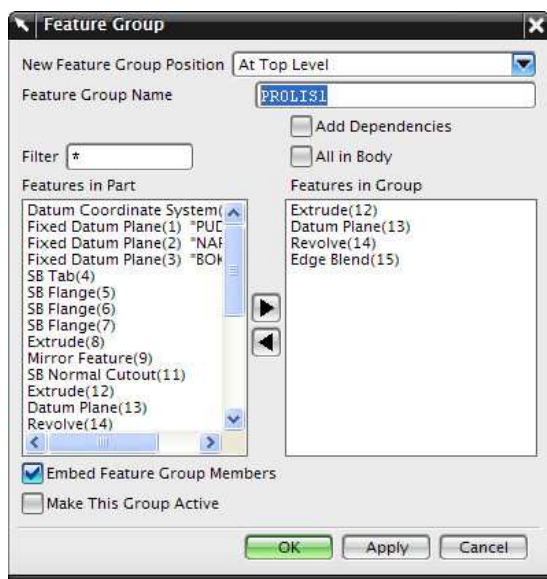 Feature Group
New Feature Group Position At Top Level
Feature Group Name PROLIS1
Add Dependencies
Filter * All in Body
Features in Part Features in Group
Datum Coordinate System(
Fixed Datum Plane(1) "PUD
Fixed Datum Plane(2) "NAR
Fixed Datum Plane(3) "BOK
SB Tab(4)
SB Flange(5)
SB Flange(6)
SB Flange(7)
Extrude(8)
Mirror Feature(9)
SB Normal Cutout(11)
Extrude(12)
Datum Plane(13)
Revolve(14)
Extrude(12)
Datum Plane(13)
Revolve(14)
Edge Blend(15)
Embed Feature Group Members
Make This Group Active
OK Apply Cancel